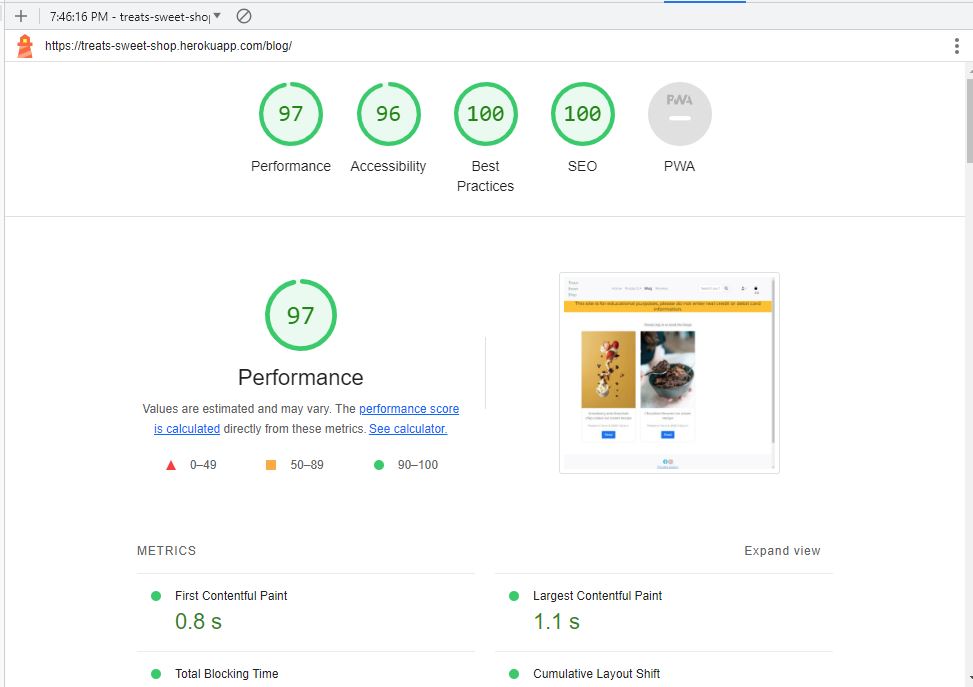 7:46:16 PM - treats-sweet-shop
https://treats-sweet-shop.herokuapp.com/blog/
97
96
100
100
PWA
Performance
Accessibility
Best
Practices
SEO
PWA
97
Performance
Values are estimated and may vary. The performance score
is calculated directly from these metrics. See calculator.
0–49
50–89
90–100
This site is for educational purposes, please do not enter real credit or debit card
information.
METRICS
Expand view
First Contentful Paint
0.8 s
Largest Contentful Paint
1.1 s
Total Blocking Time
Cumulative Layout Shift